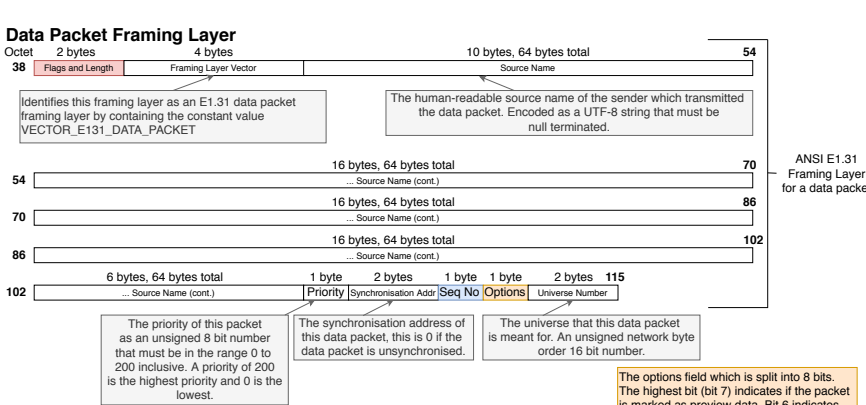 Data Packet Framing Layer
Octet 2 bytes 4 bytes 10 bytes, 64 bytes total 54
38 Flags and Length Framing Layer Vector Source Name
Identifies this framing layer as an E1.31 data packet
framing layer by containing the constant value
VECTOR_E131_DATA_PACKET
The human-readable source name of the sender which transmitted
the data packet. Encoded as a UTF-8 string that must be
null terminated.
16 bytes, 64 bytes total 70
54 ... Source Name (cont.)
16 bytes, 64 bytes total 86
70 ... Source Name (cont.)
16 bytes, 64 bytes total 102
86 ... Source Name (cont.)
6 bytes, 64 bytes total 1 byte 2 bytes 1 byte 1 byte 2 bytes 115
102 ... Source Name (cont.) Priority Synchronisation Addr Seq No Options Universe Number
The priority of this packet
as an unsigned 8 bit number
that must be in the range 0 to
200 inclusive. A priority of 200
is the highest priority and 0 is the
lowest.
The synchronisation address of
this data packet, this is 0 if the
data packet is unsynchronised.
The universe that this data packet
is meant for. An unsigned network byte
order 16 bit number.
ANSI E1.31
Framing Layer
for a data packe
The options field which is split into 8 bits.
The highest bit (bit 7) indicates if the packet
is marked as preview data. Bit 6 indicates